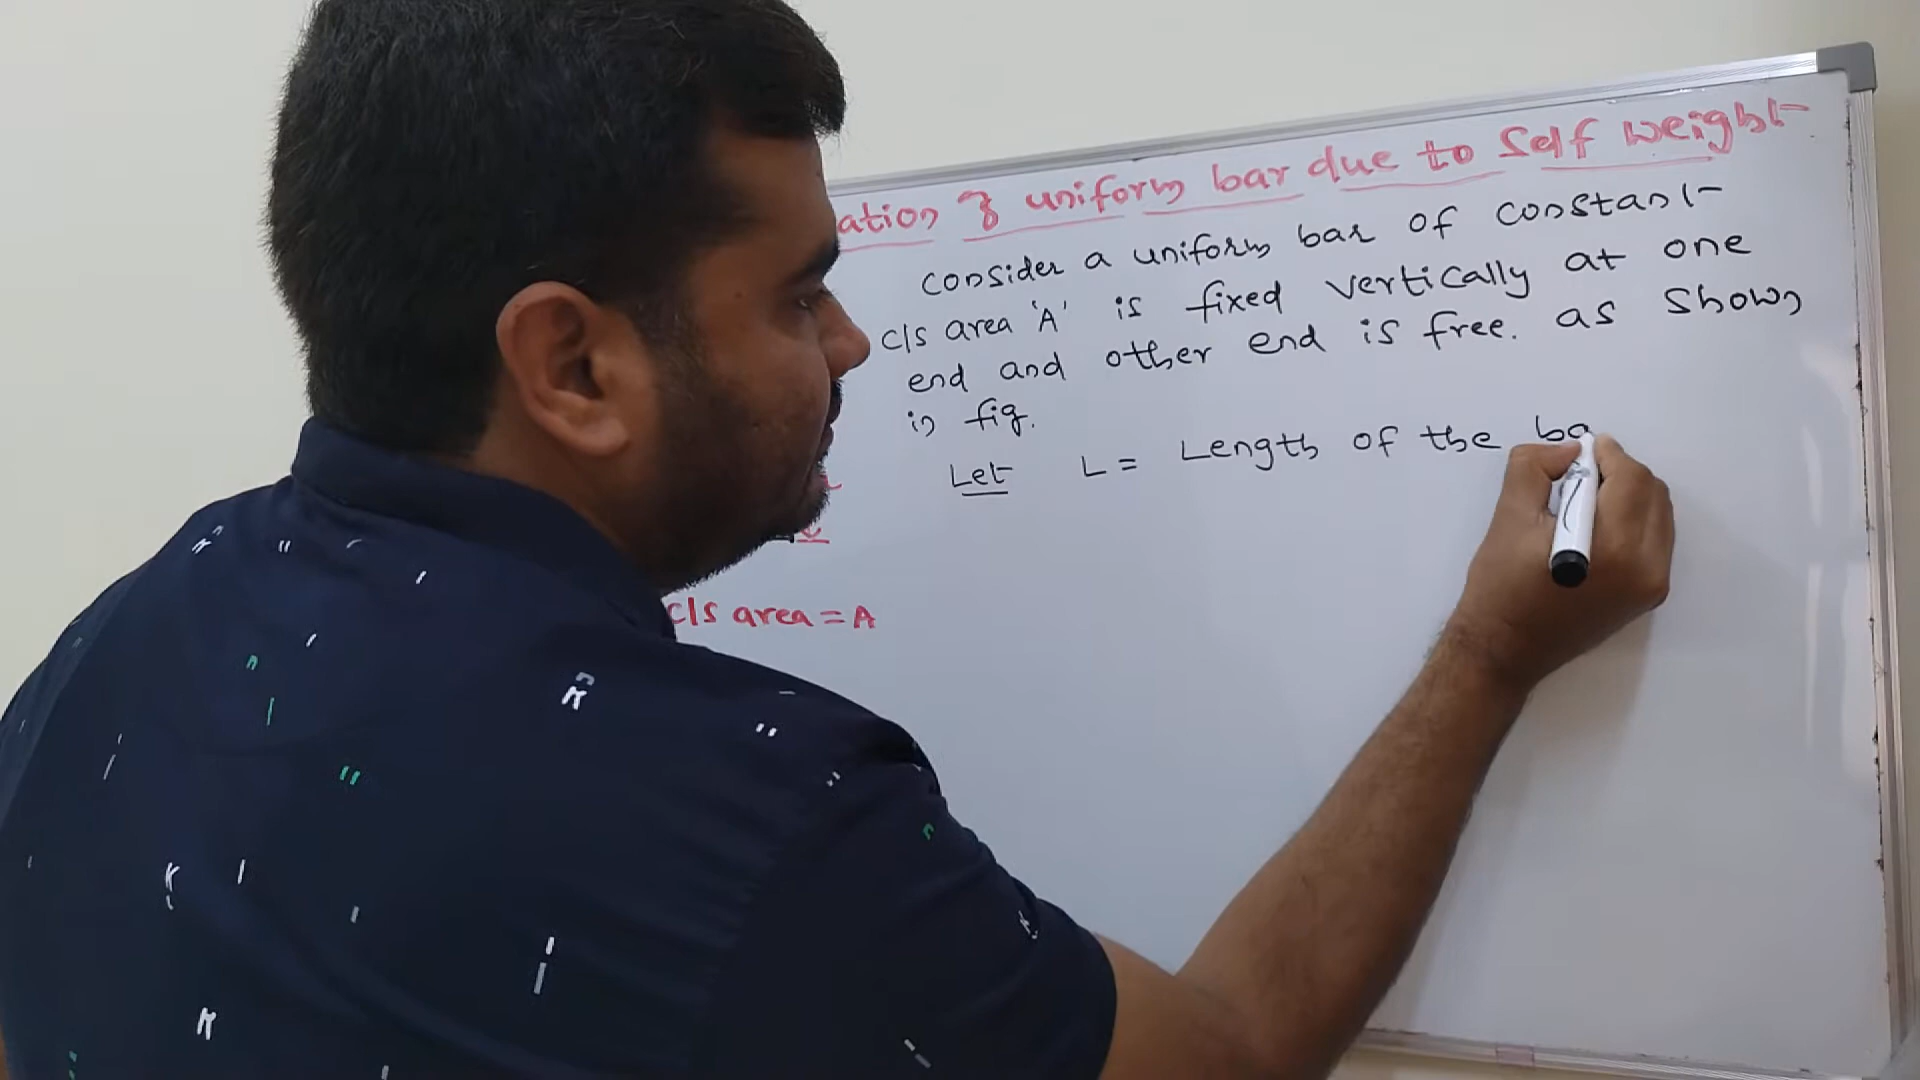 ation of uniform bar due to Self weight
Consider a uniform bar of constant
c/s area 'A' is fixed vertically at one
end and other end is free. as shown
in fig.
Let L = Length of the ba
c/s area = A